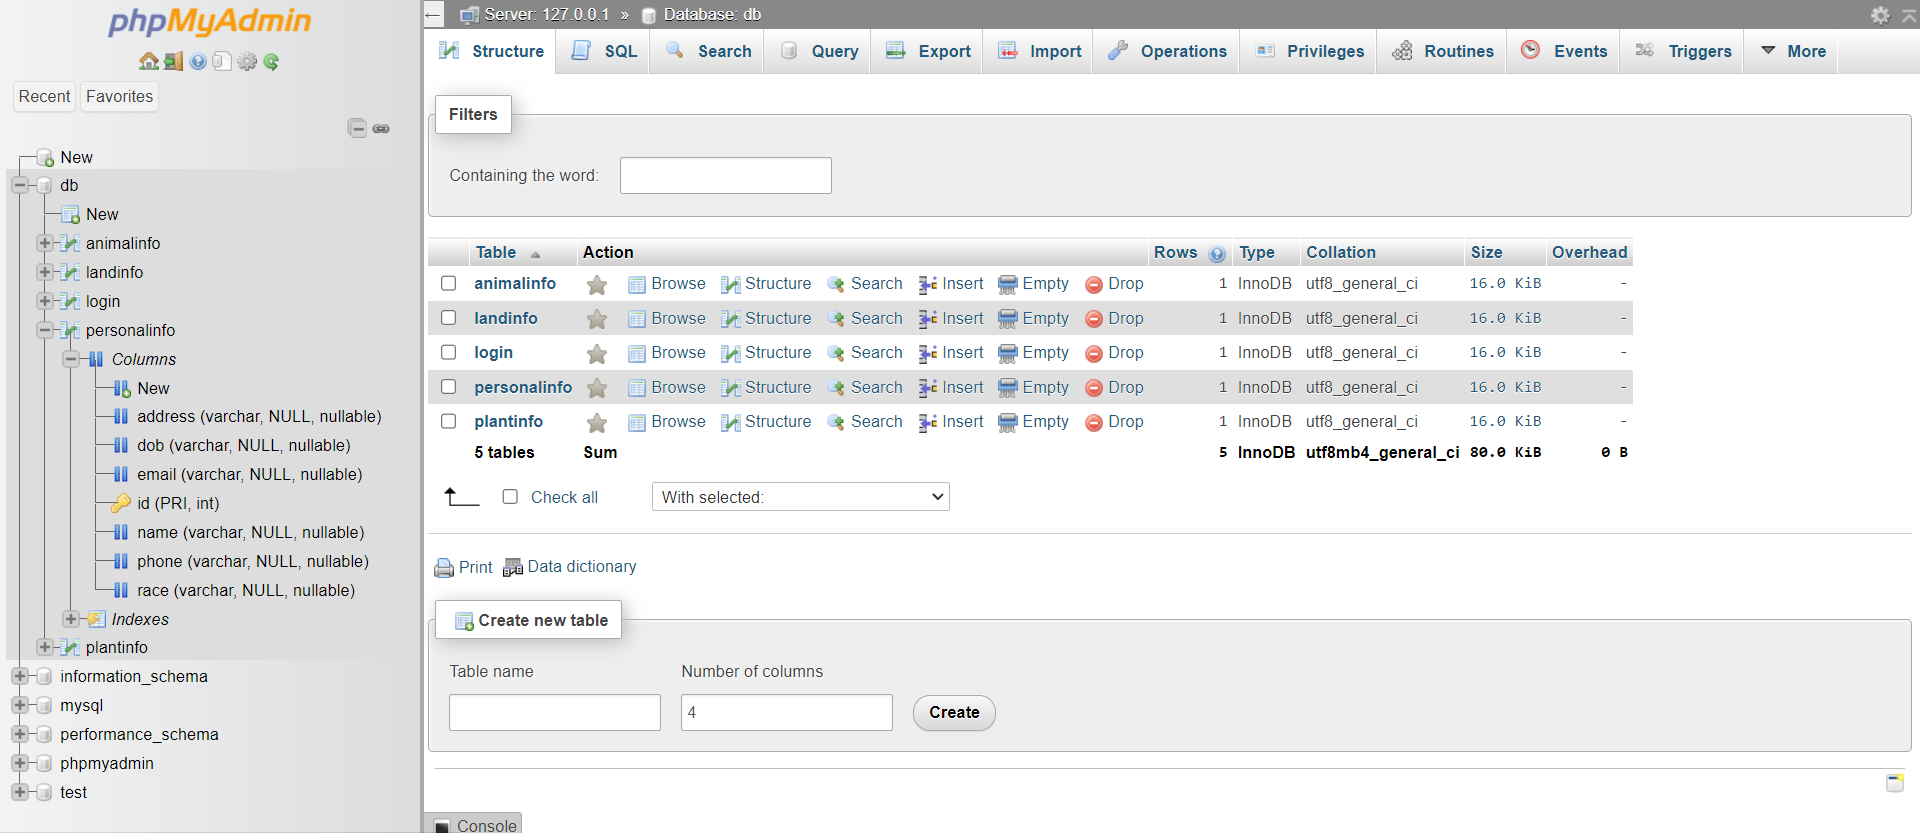 phpMyAdmin
Recent Favorites
New
db
New
animalinfo
landinfo
login
personalinfo
Columns
New
address (varchar, NULL, nullable)
dob (varchar, NULL, nullable)
email (varchar, NULL, nullable)
id (PRI, int)
name (varchar, NULL, nullable)
phone (varchar, NULL, nullable)
race (varchar, NULL, nullable)
Indexes
plantinfo
information_schema
mysql
performance_schema
phpmyadmin
test
← Server: 127.0.0.1 » Database: db
Structure SQL Search Query Export Import Operations Privileges Routines Events Triggers More
Filters
Containing the word:
Table Action Rows Type Collation Size Overhead
animalinfo Browse Structure Search Insert Empty Drop 1 InnoDB utf8_general_ci 16.0 KiB -
landinfo Browse Structure Search Insert Empty Drop 1 InnoDB utf8_general_ci 16.0 KiB -
login Browse Structure Search Insert Empty Drop 1 InnoDB utf8_general_ci 16.0 KiB -
personalinfo Browse Structure Search Insert Empty Drop 1 InnoDB utf8_general_ci 16.0 KiB -
plantinfo Browse Structure Search Insert Empty Drop 1 InnoDB utf8_general_ci 16.0 KiB -
5 tables Sum 5 InnoDB utf8mb4_general_ci 80.0 KiB 0 B
Check all With selected:
Print Data dictionary
Create new table
Table name Number of columns
4 Create
Console